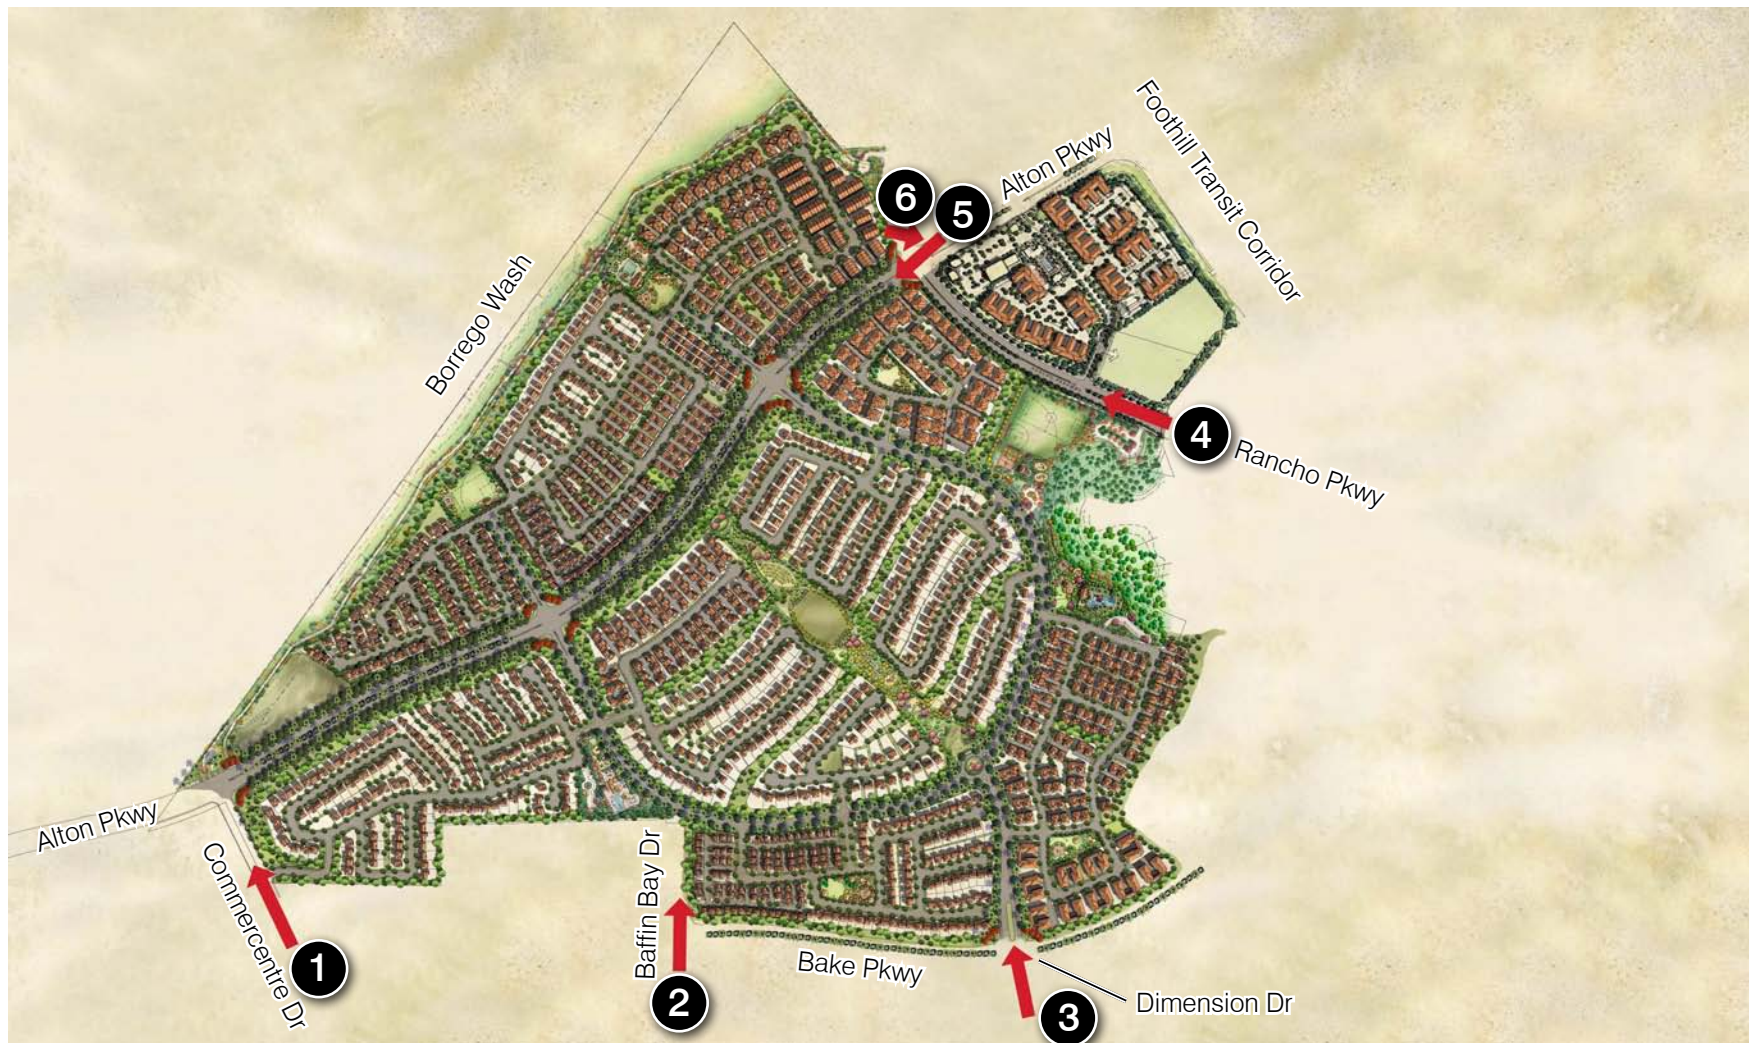 Foothill Transit Corridor
Alton Pkwy
6
5
Borrego Wash
4
Rancho Pkwy
Alton Pkwy
Commercentre Dr
1
Baffin Bay Dr
2
Bake Pkwy
3
Dimension Dr